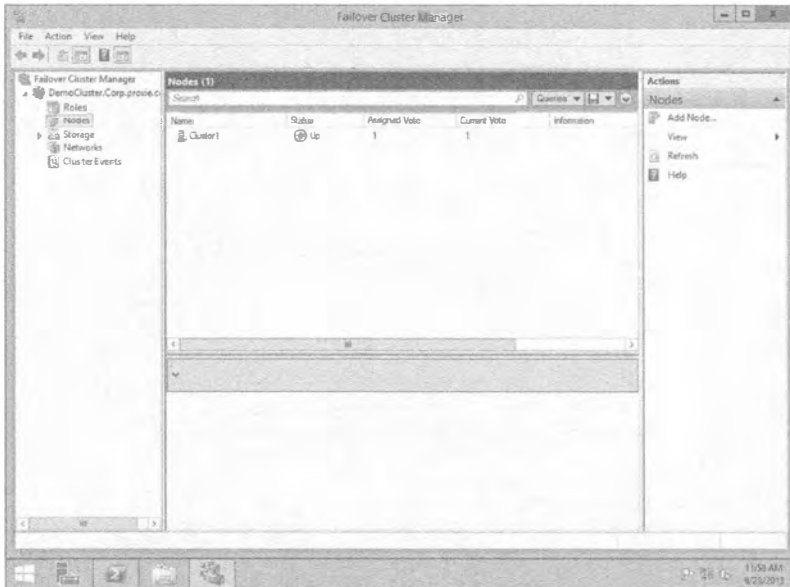 Failover Cluster Manager
File Action View Help
Failover Cluster Manager
DemoCluster.Corp.proxie.c
Roles
Nodes
Storage
Networks
Cluster Events
Nodes (1)
Search
Queries
Name Status Assigned Vote Current Vote Information
Cluster1 Up 1 1
Actions
Nodes
Add Node...
View
Refresh
Help
11:58 AM